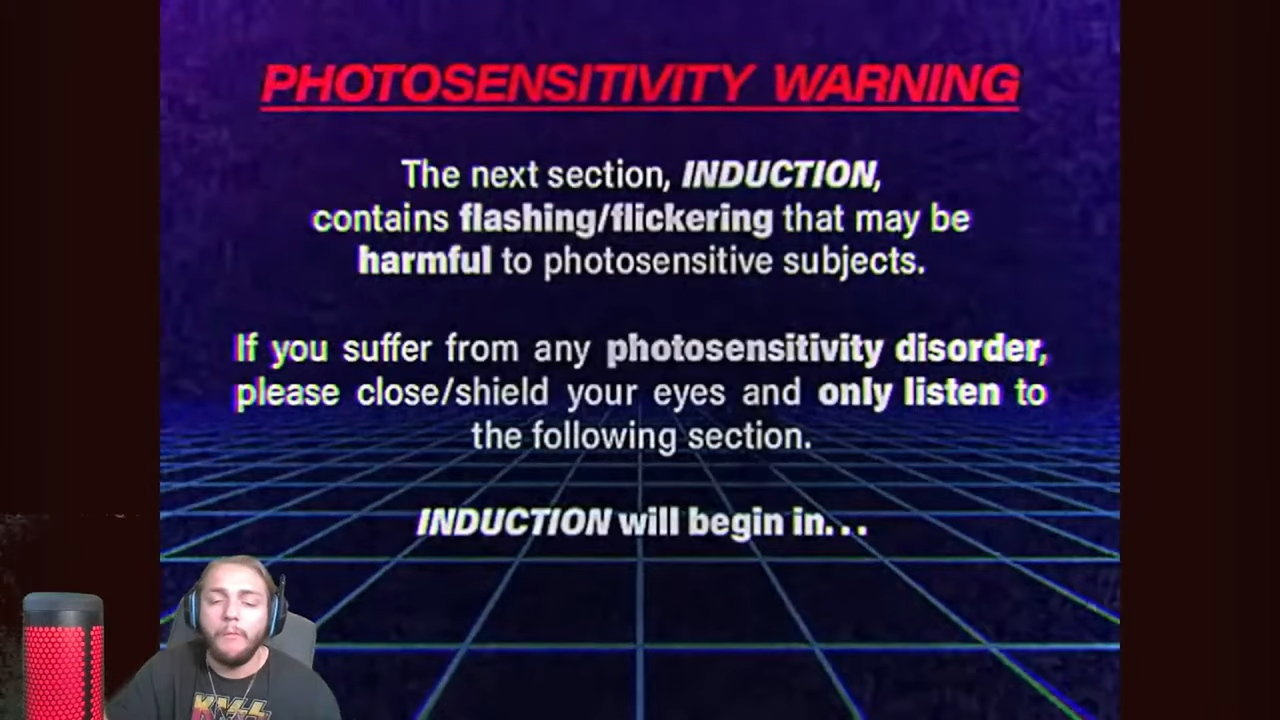 PHOTOSENSITIVITY WARNING
The next section, INDUCTION,
contains flashing/flickering that may be
harmful to photosensitive subjects.
If you suffer from any photosensitivity disorder,
please close/shield your eyes and only listen to
the following section.
INDUCTION will begin in...